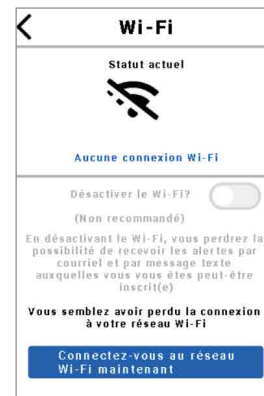 Wi-Fi
Statut actuel
Aucune connexion Wi-Fi
Désactiver le Wi-Fi?
(Non recommandé)
En désactivant le Wi-Fi, vous perdrez la
possibilité de recevoir les alertes par
courriel et par message texte
auxquelles vous vous êtes peut-être
inscrit(e)
Vous semblez avoir perdu la connexion
à votre réseau Wi-Fi
Connectez-vous au réseau
Wi-Fi maintenant